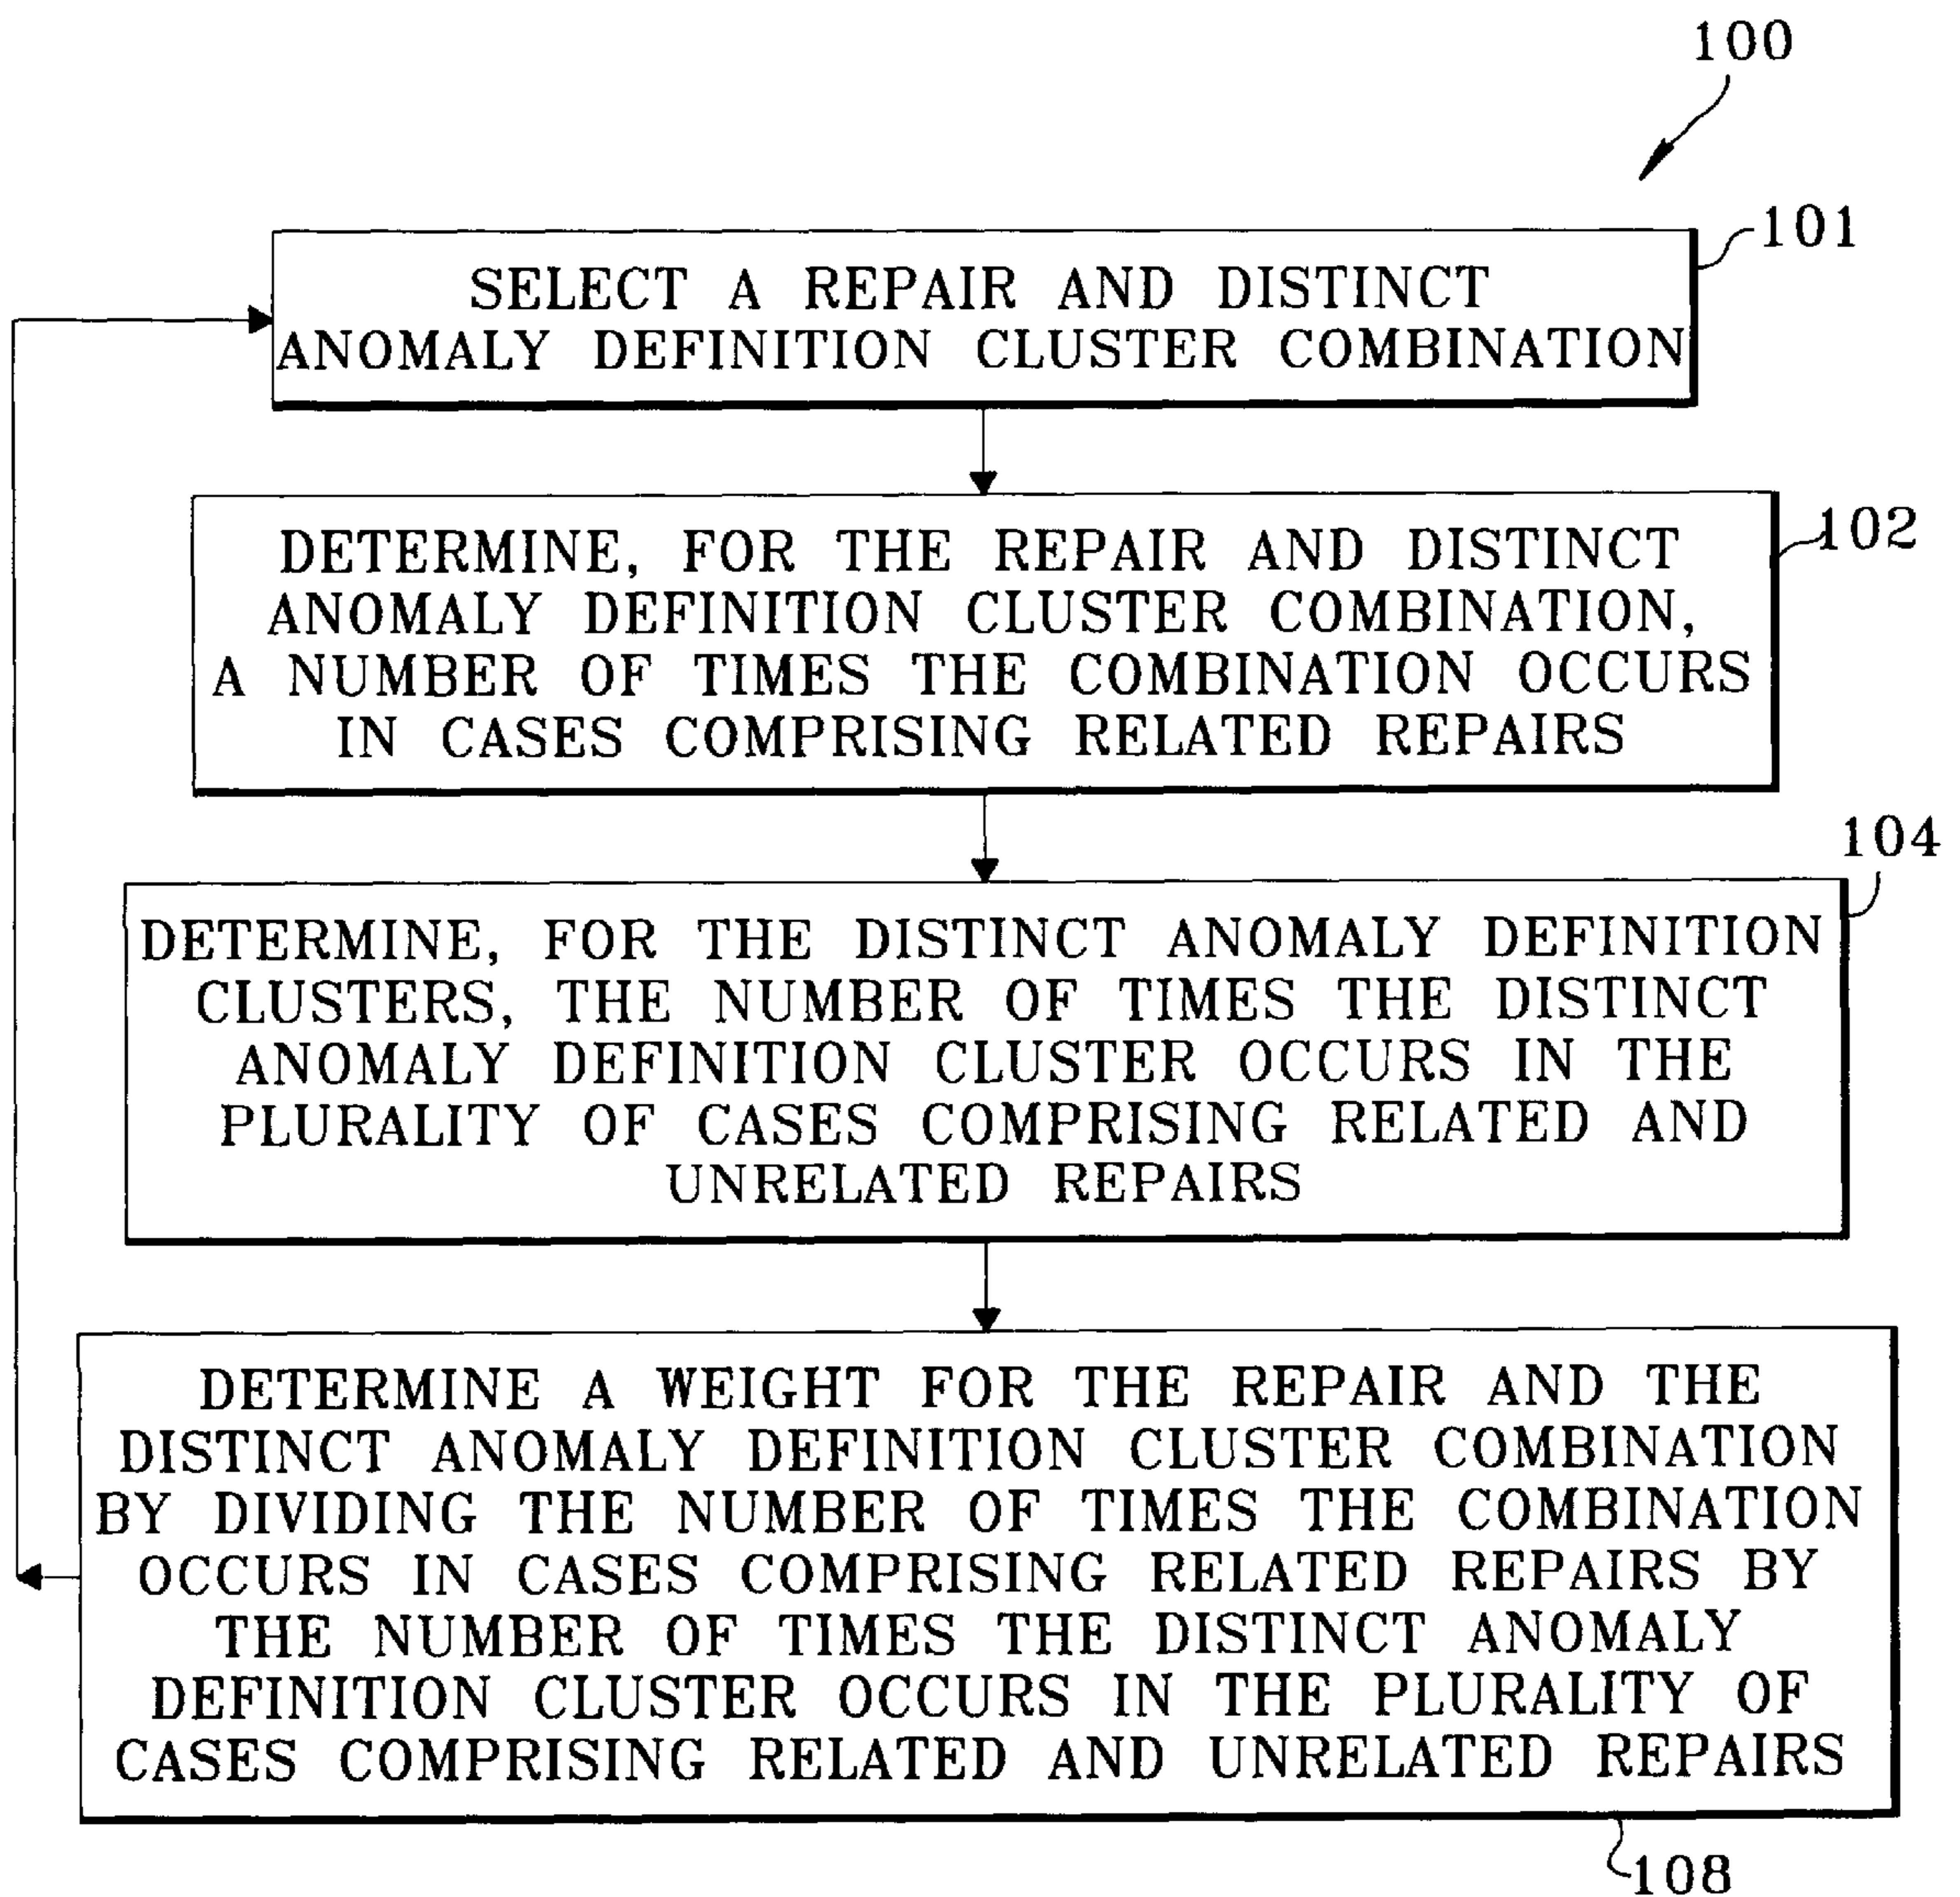 100
101
SELECT A REPAIR AND DISTINCT
ANOMALY DEFINITION CLUSTER COMBINATION
102
DETERMINE, FOR THE REPAIR AND DISTINCT
ANOMALY DEFINITION CLUSTER COMBINATION,
A NUMBER OF TIMES THE COMBINATION OCCURS
IN CASES COMPRISING RELATED REPAIRS
104
DETERMINE, FOR THE DISTINCT ANOMALY DEFINITION
CLUSTERS, THE NUMBER OF TIMES THE DISTINCT
ANOMALY DEFINITION CLUSTER OCCURS IN THE
PLURALITY OF CASES COMPRISING RELATED AND
UNRELATED REPAIRS
DETERMINE A WEIGHT FOR THE REPAIR AND THE
DISTINCT ANOMALY DEFINITION CLUSTER COMBINATION
BY DIVIDING THE NUMBER OF TIMES THE COMBINATION
OCCURS IN CASES COMPRISING RELATED REPAIRS BY
THE NUMBER OF TIMES THE DISTINCT ANOMALY
DEFINITION CLUSTER OCCURS IN THE PLURALITY OF
CASES COMPRISING RELATED AND UNRELATED REPAIRS
108